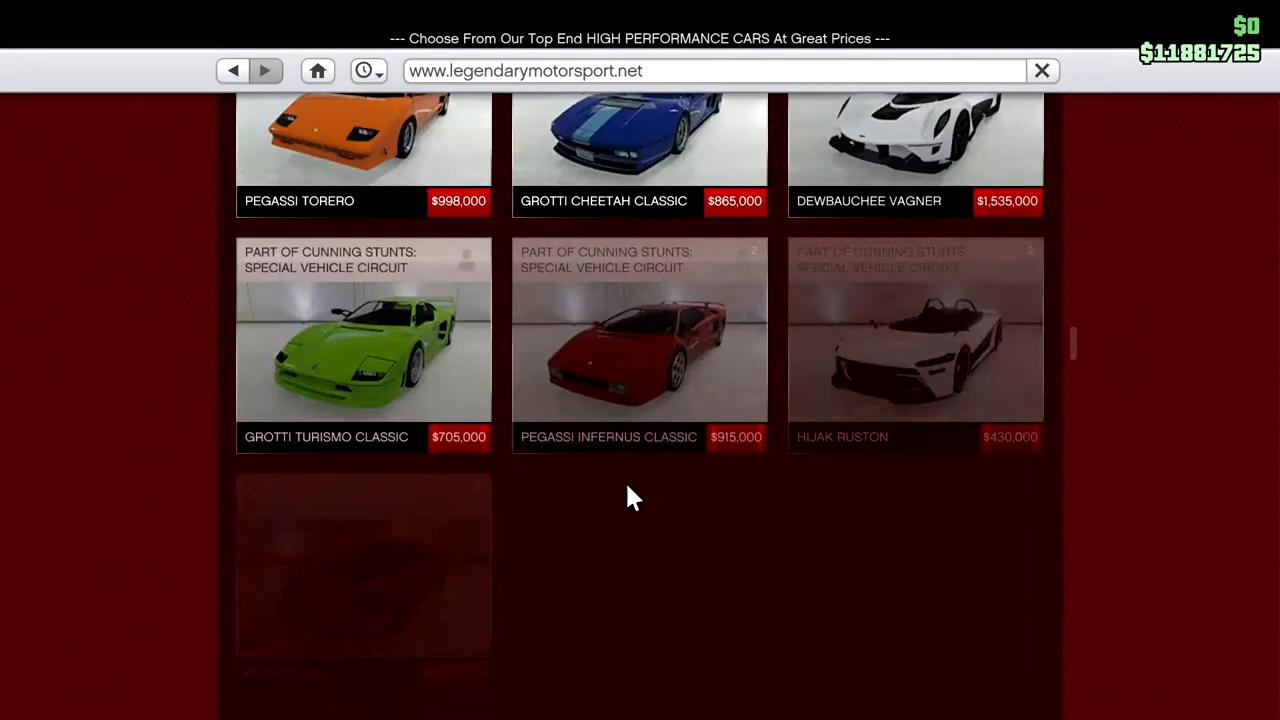 $0
--- Choose From Our Top End HIGH PERFORMANCE CARS At Great Prices ---
$11881725
www.legendarymotorsport.net
PEGASSI TORERO $998,000
GROTTI CHEETAH CLASSIC $865,000
DEWBAUCHEE VAGNER $1,535,000
PART OF CUNNING STUNTS:
SPECIAL VEHICLE CIRCUIT
PART OF CUNNING STUNTS:
SPECIAL VEHICLE CIRCUIT
2
PART OF CUNNING STUNTS
SPECIAL VEHICLE CIRCUIT
2
GROTTI TURISMO CLASSIC $705,000
PEGASSI INFERNUS CLASSIC $915,000
HIJAK RUSTON $430,000